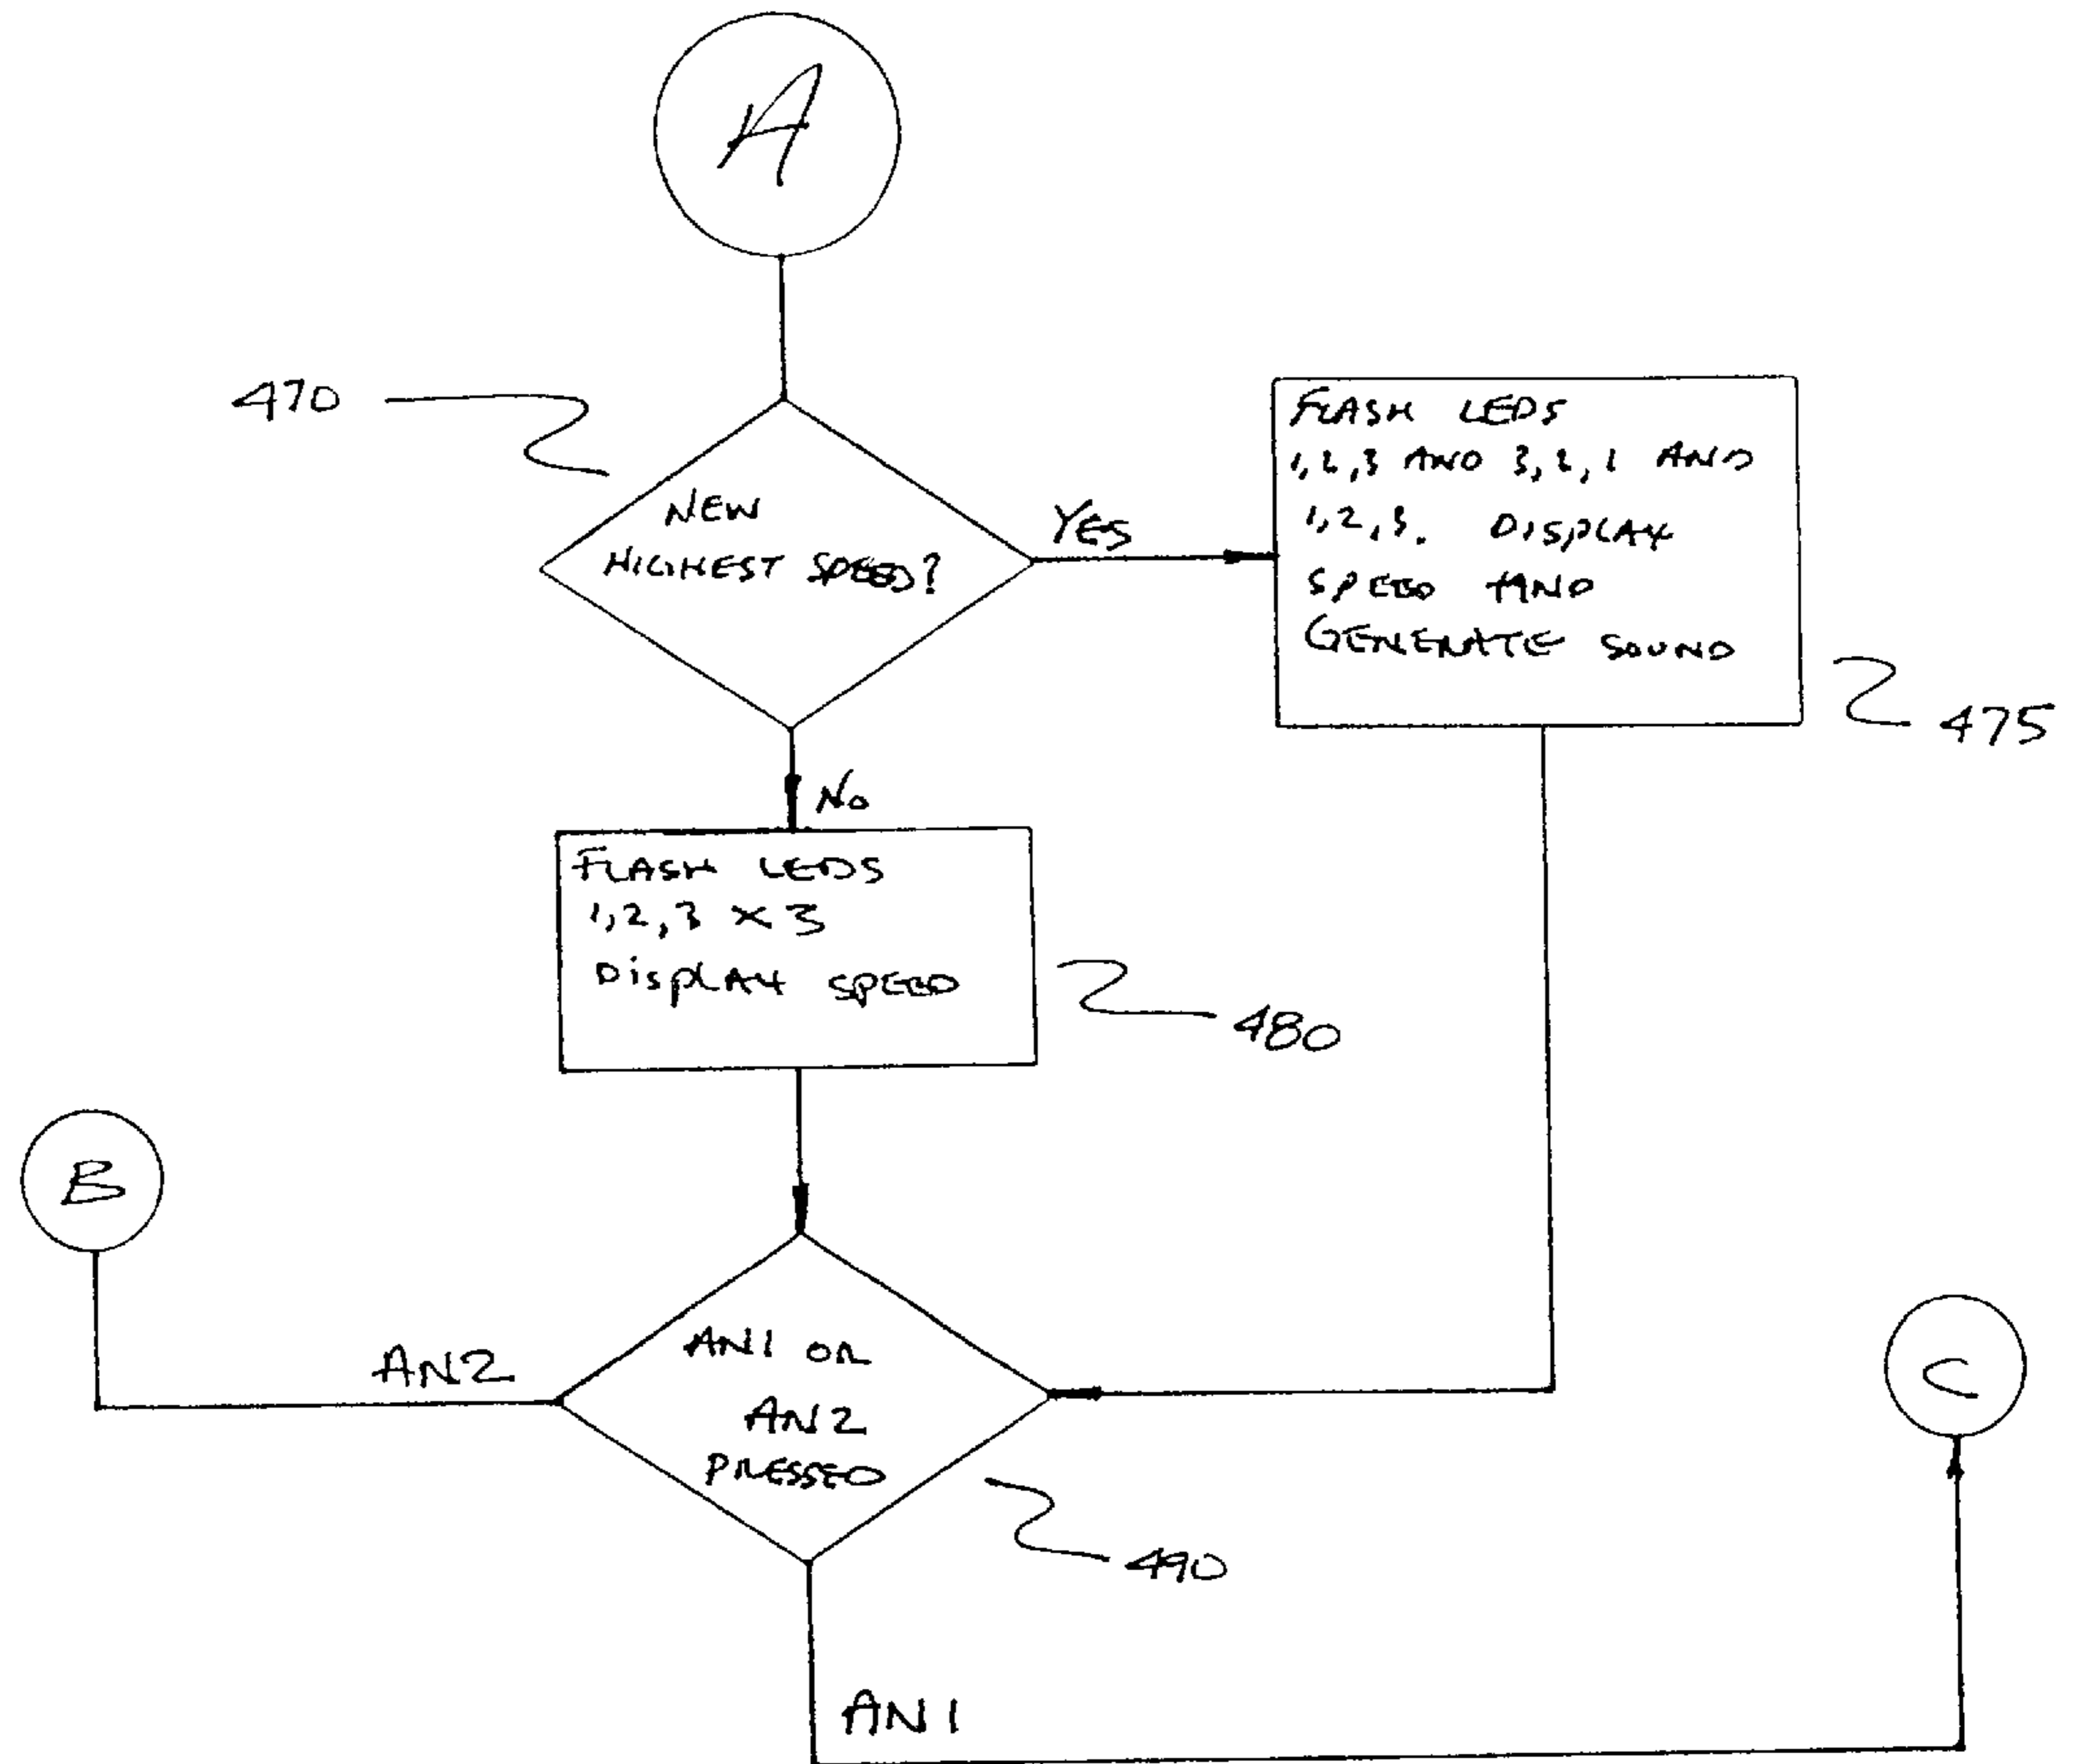 A
470
NEW
HIGHEST SPEED?
YES
FLASH LEDS
1,2,3 AND 3,2,1 AND
1,2,3. DISPLAY
SPEED AND
GENERATE SOUND
475
No
FLASH LEDS
1,2,3 x 3
DisplAY SPEED
480
B
AN2
AN1 OR
AN2
PRESSED
490
C
AN1